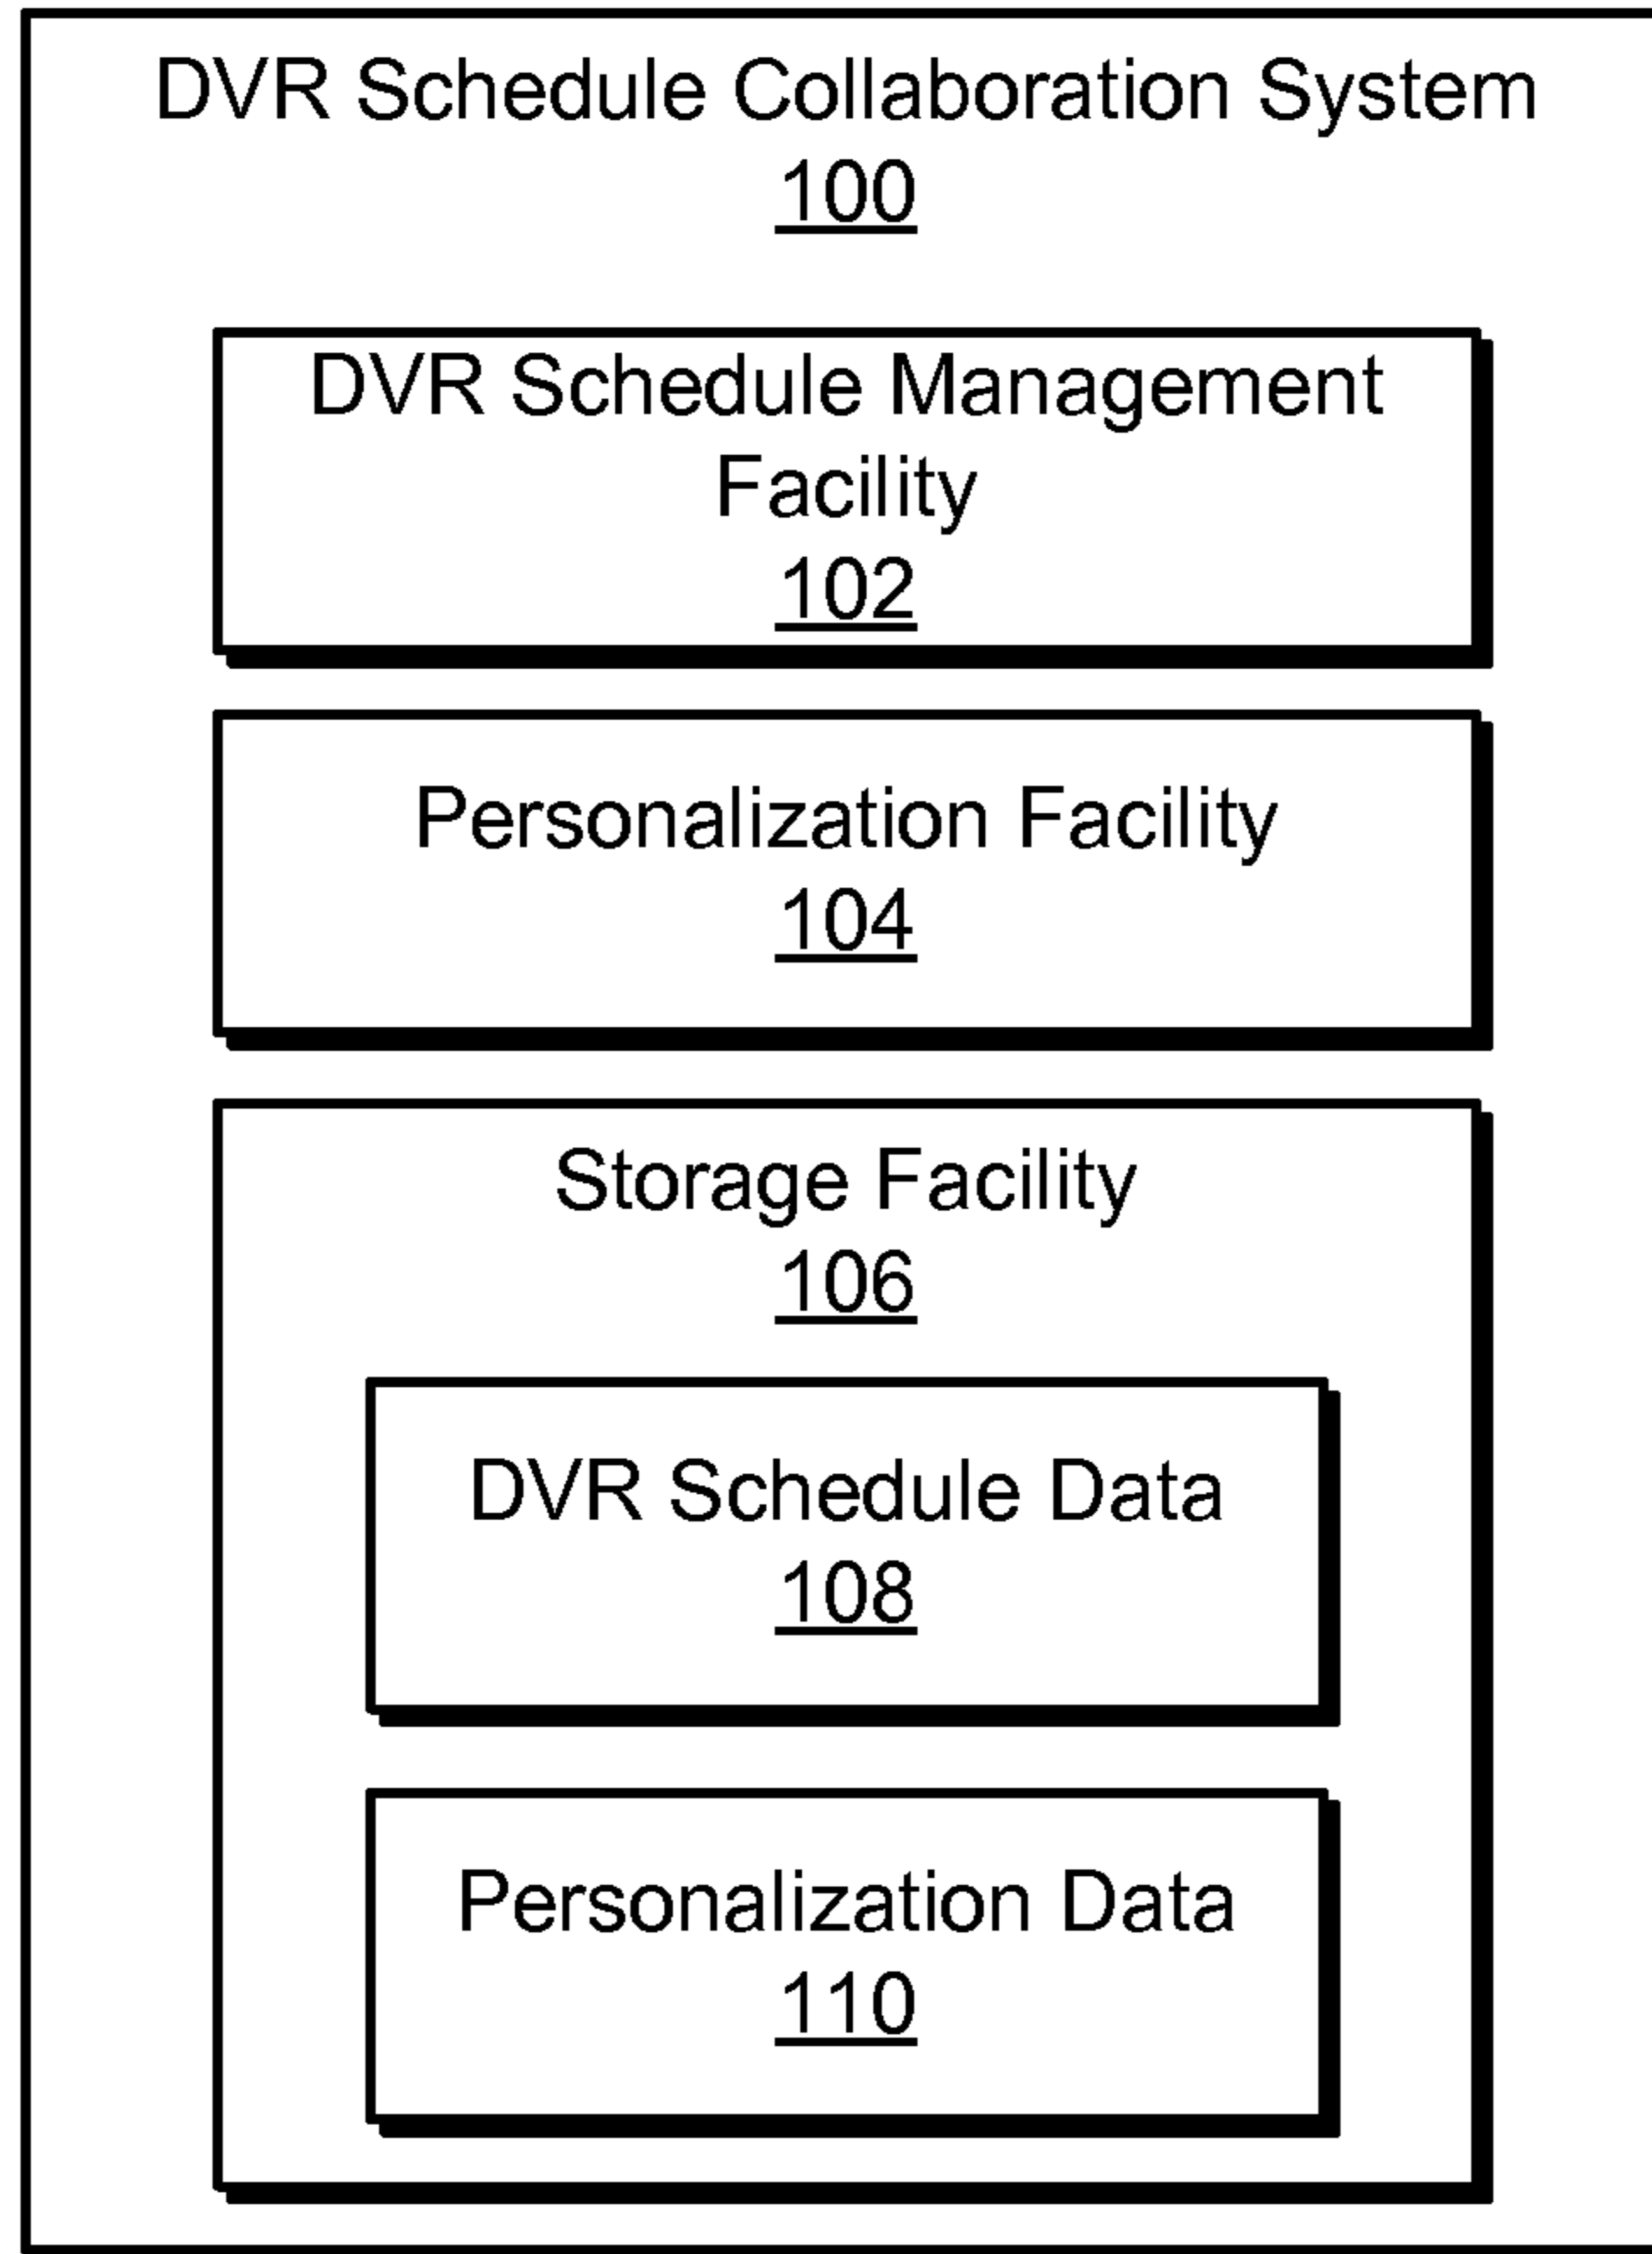 DVR Schedule Collaboration System
100
DVR Schedule Management
Facility
102
Personalization Facility
104
Storage Facility
106
DVR Schedule Data
108
Personalization Data
110